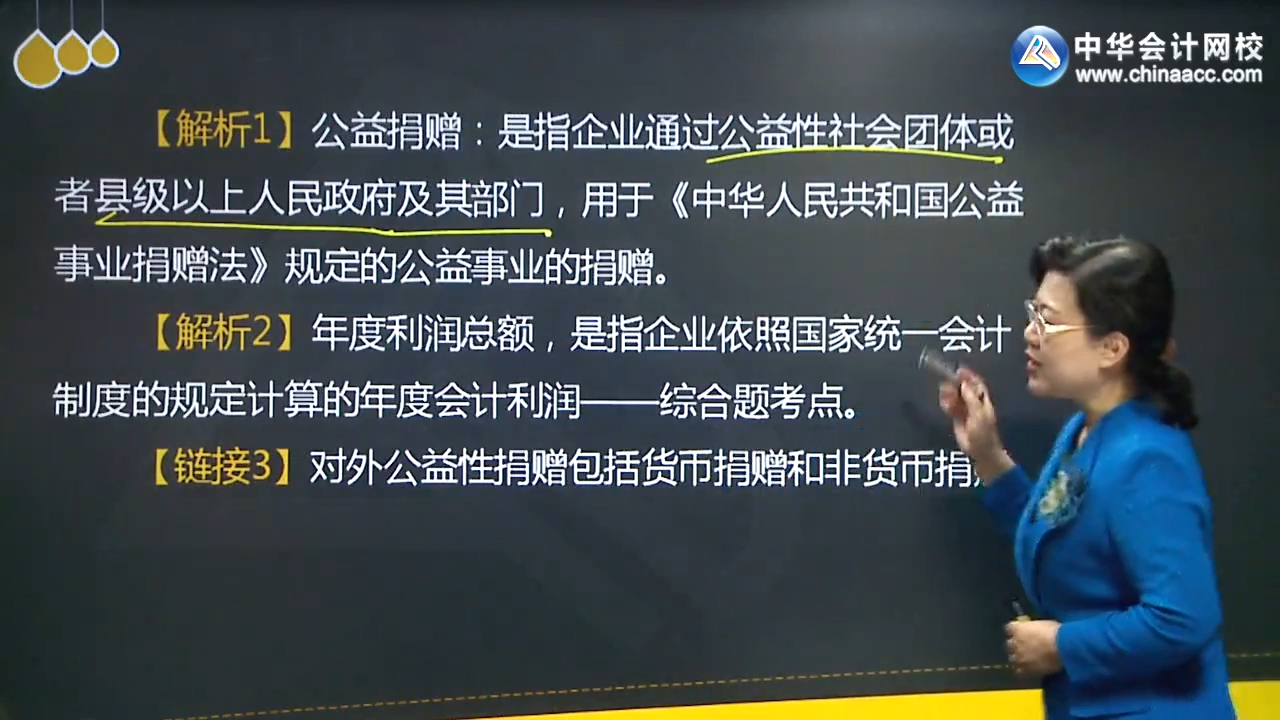 中华会计网校
www.chinaacc.com
【解析1】公益捐赠：是指企业通过公益性社会团体或
者县级以上人民政府及其部门，用于《中华人民共和国公益
事业捐赠法》规定的公益事业的捐赠。
【解析2】年度利润总额，是指企业依照国家统一会计
制度的规定计算的年度会计利润——综合题考点。
【链接3】对外公益性捐赠包括货币捐赠和非货币捐